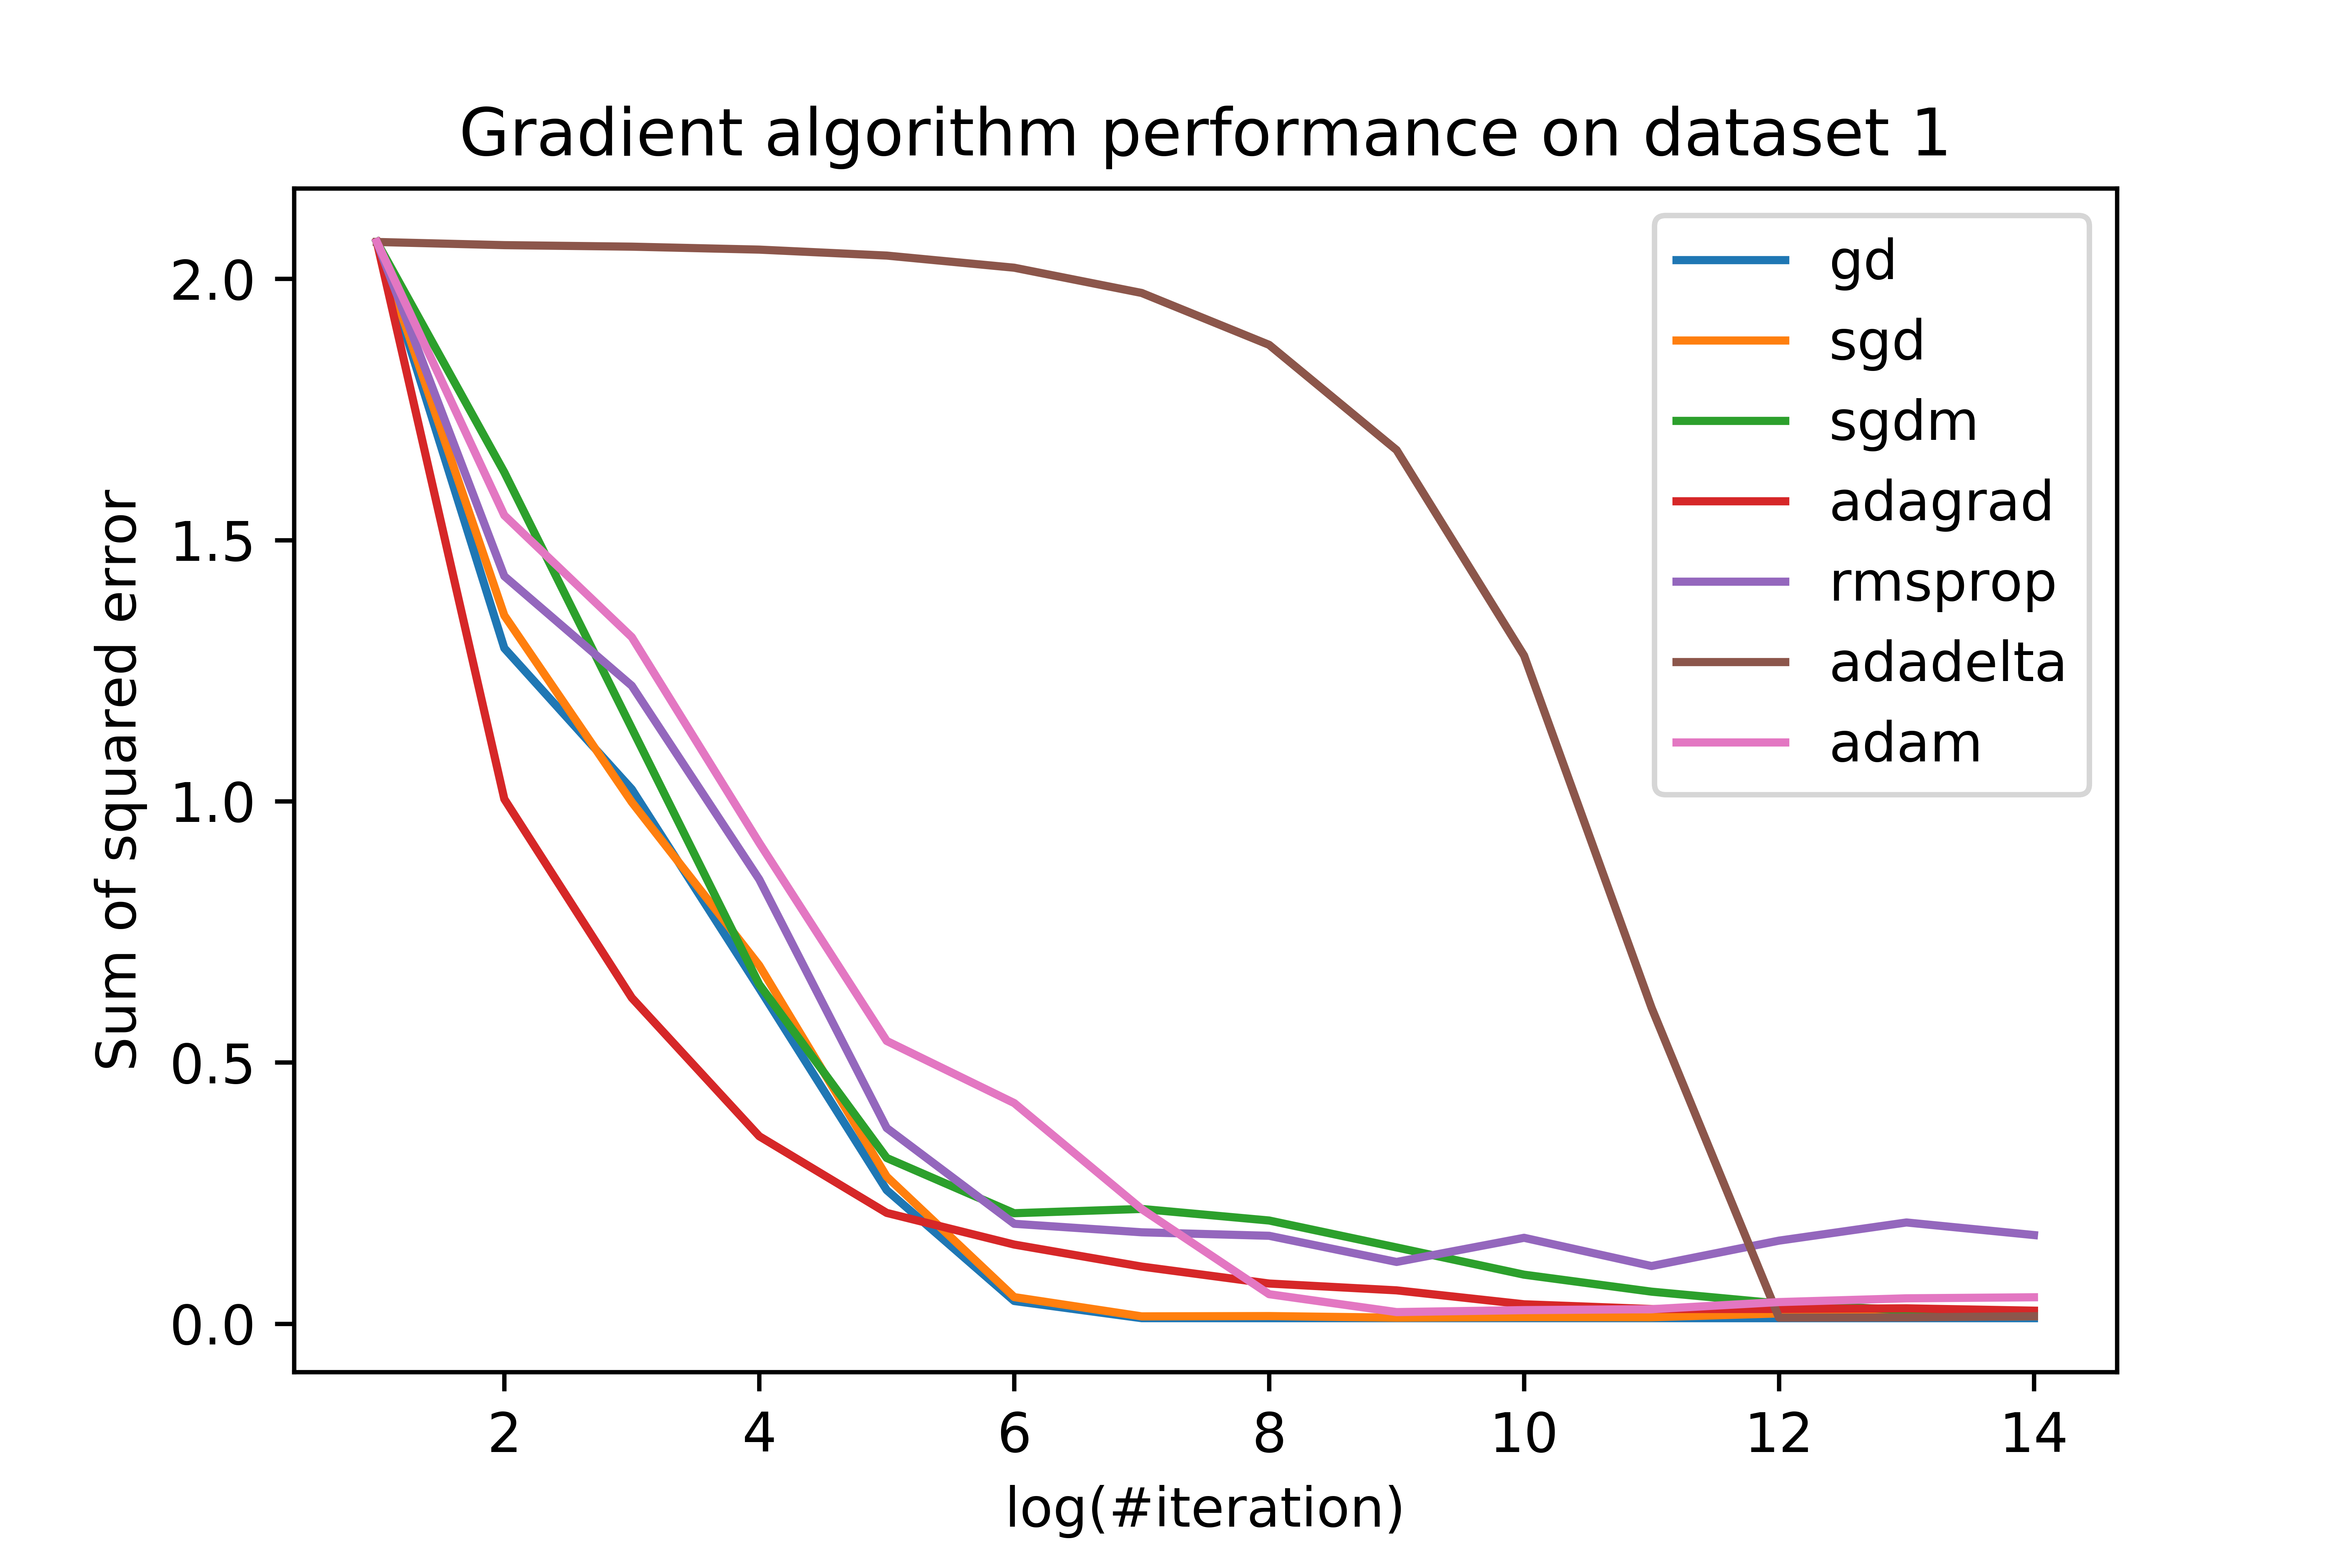 Gradient algorithm performance on dataset 1
Sum of squared error
2.0
1.5
1.0
0.5
0.0
gd
sgd
sgdm
adagrad
rmsprop
adadelta
adam
2 4 6 8 10 12 14
log(#iteration)